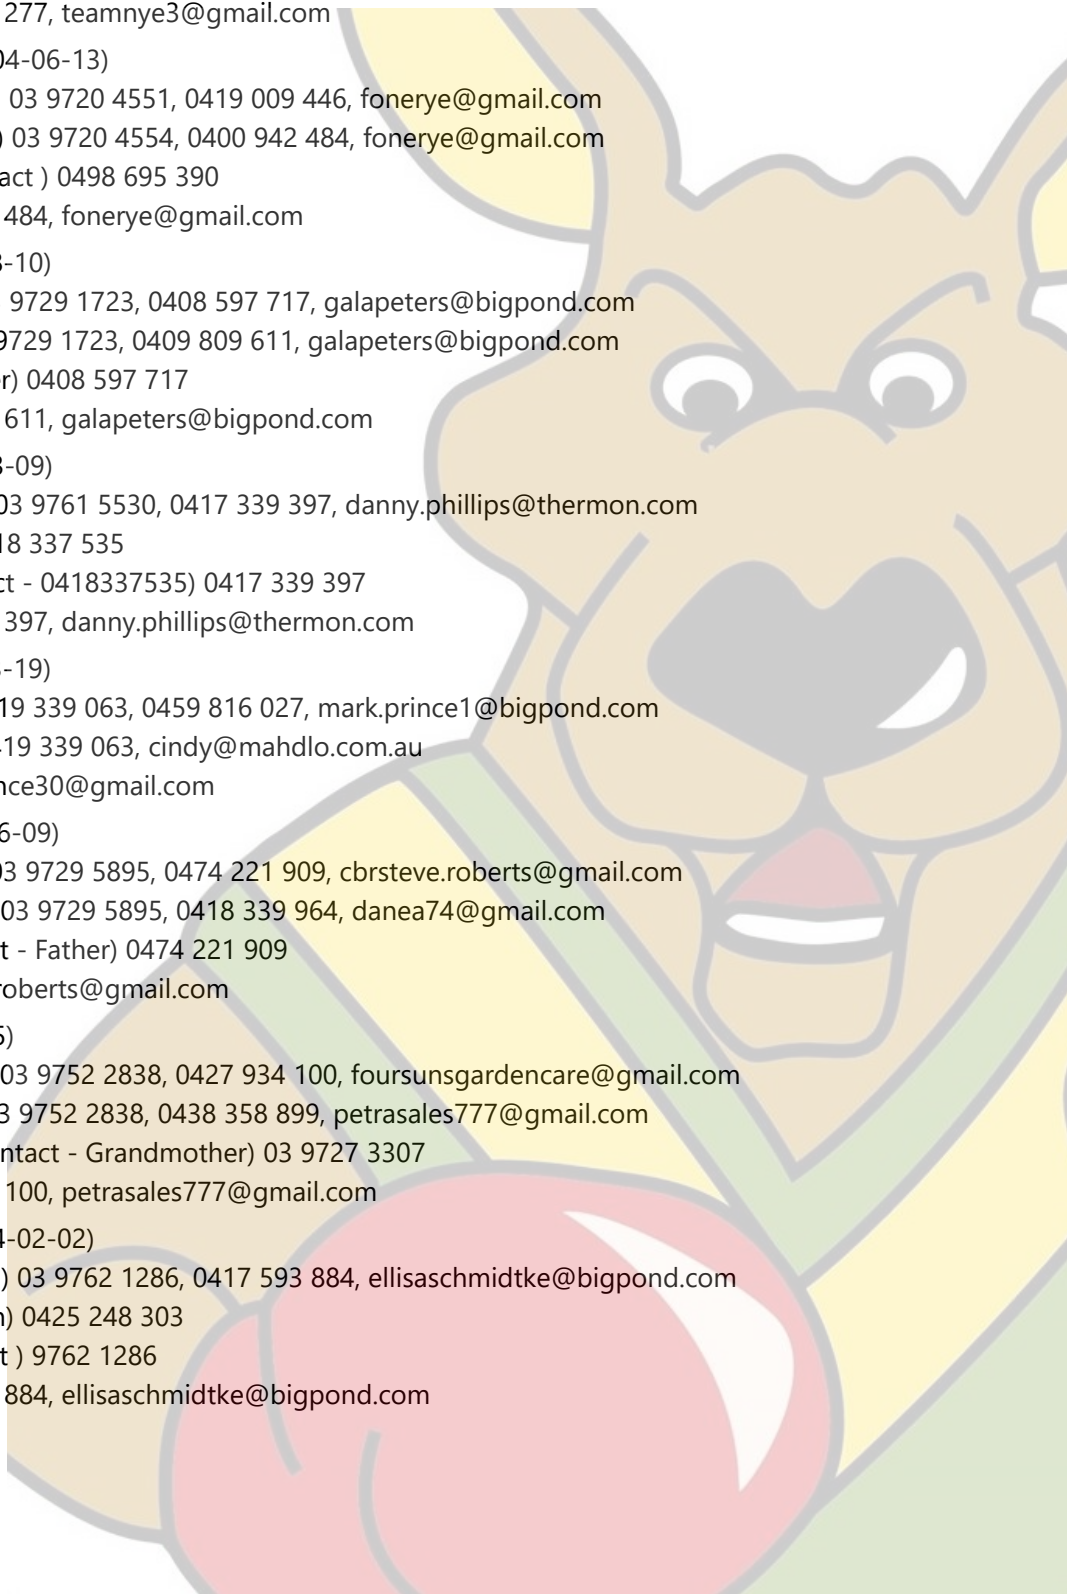 277, teamnye3@gmail.com
04-06-13)
03 9720 4551, 0419 009 446, fonerye@gmail.com
) 03 9720 4554, 0400 942 484, fonerye@gmail.com
act ) 0498 695 390
484, fonerye@gmail.com
-10)
9729 1723, 0408 597 717, galapeters@bigpond.com
9729 1723, 0409 809 611, galapeters@bigpond.com
r) 0408 597 717
611, galapeters@bigpond.com
-09)
03 9761 5530, 0417 339 397, danny.phillips@thermon.com
18 337 535
ct - 0418337535) 0417 339 397
397, danny.phillips@thermon.com
-19)
19 339 063, 0459 816 027, mark.prince1@bigpond.com
19 339 063, cindy@mahdlo.com.au
nce30@gmail.com
6-09)
03 9729 5895, 0474 221 909, cbrsteve.roberts@gmail.com
03 9729 5895, 0418 339 964, danea74@gmail.com
t - Father) 0474 221 909
roberts@gmail.com
)
03 9752 2838, 0427 934 100, foursunsgardencare@gmail.com
3 9752 2838, 0438 358 899, petrasales777@gmail.com
ntact - Grandmother) 03 9727 3307
100, petrasales777@gmail.com
-02-02)
) 03 9762 1286, 0417 593 884, ellisaschmidtke@bigpond.com
) 0425 248 303
t ) 9762 1286
884, ellisaschmidtke@bigpond.com